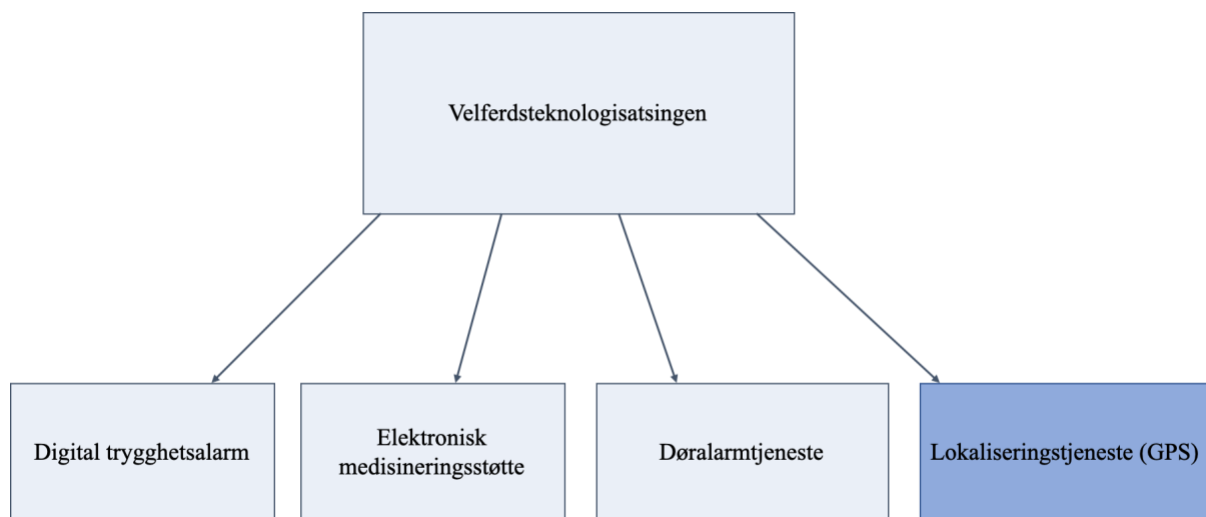 Velferdsteknologisatsingen
Digital trygghetsalarm
Elektronisk
medisineringsstøtte
Døralarmtjeneste
Lokaliseringstjeneste (GPS)